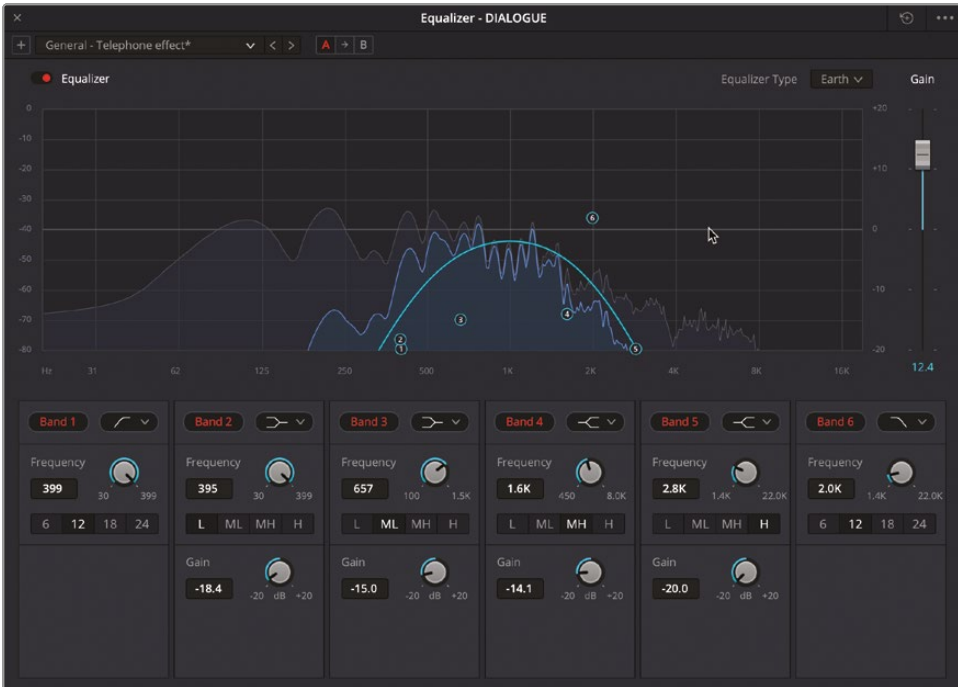 Equalizer - DIALOGUE
General - Telephone effect*
A B
Equalizer
Equalizer Type Earth Gain
0 +20
-10
-20 +10
-30
-40 0
-50
-60 -10
-70
-80 -20
Hz 31 62 125 250 500 1K 2K 4K 8K 16K 12.4
1 2 3 4 5 6
Band 1 Band 2 Band 3 Band 4 Band 5 Band 6
Frequency Frequency Frequency Frequency Frequency Frequency
399 30 399 395 30 399 657 100 1.5K 1.6K 450 8.0K 2.8K 1.4K 22.0K 2.0K 1.4K 22.0K
6 12 18 24 L ML MH H L ML MH H L ML MH H L ML MH H 6 12 18 24
Gain Gain Gain Gain
-18.4 -20 dB +20 -15.0 -20 dB +20 -14.1 -20 dB +20 -20.0 -20 dB +20